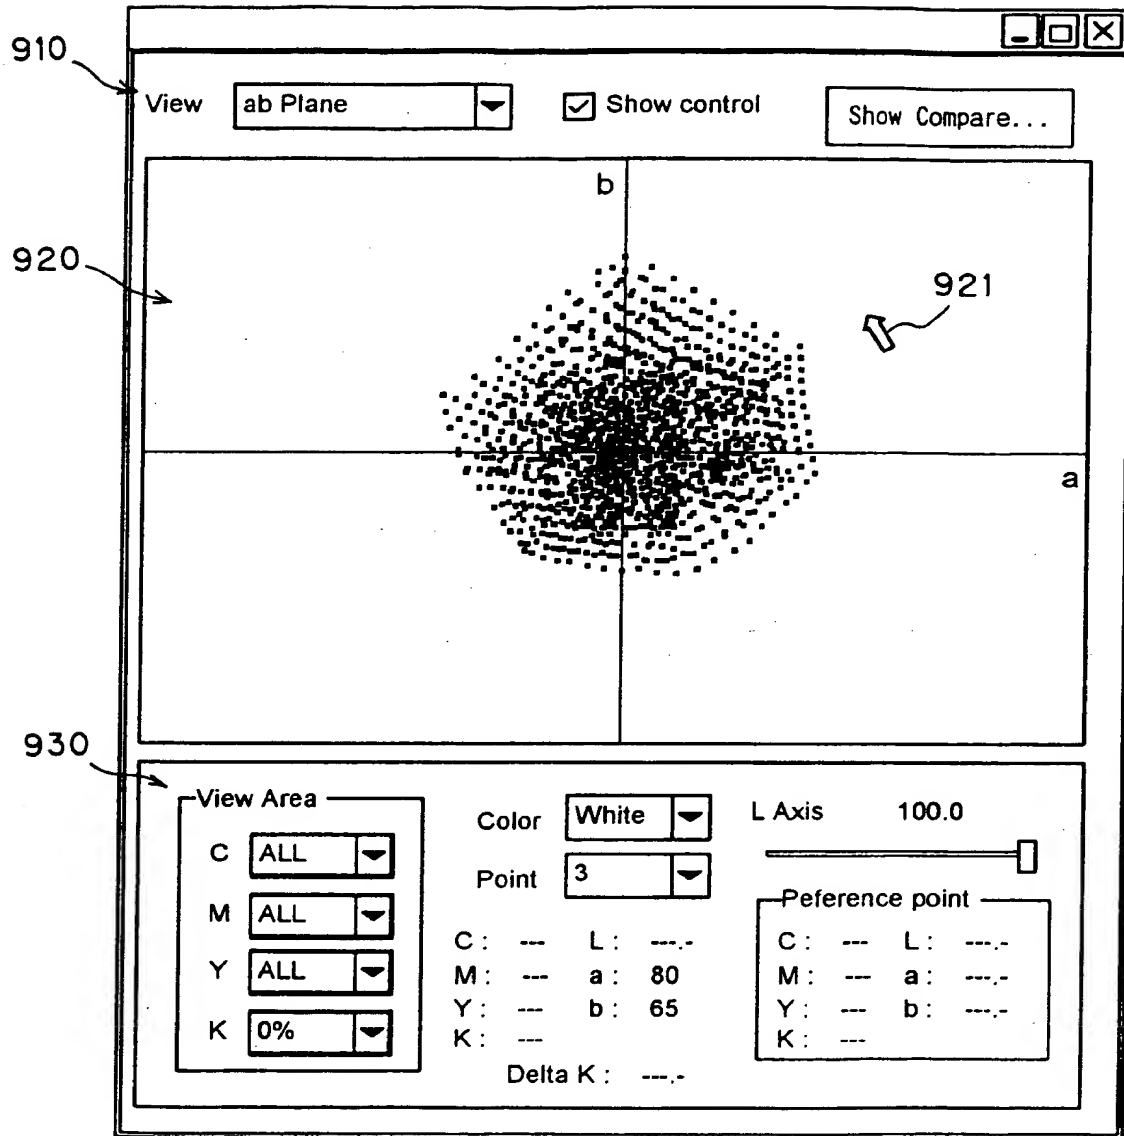 910
View ab Plane Show control Show Compare...
b
920
921
a
930
View Area
C ALL
M ALL
Y ALL
K 0%
Color White
Point 3
C : --- L : ---.-
M : --- a : 80
Y : --- b : 65
K : ---
Delta K : ---.-
L Axis 100.0
Peference point
C : --- L : ---.-
M : --- a : ---.-
Y : --- b : ---.-
K : ---